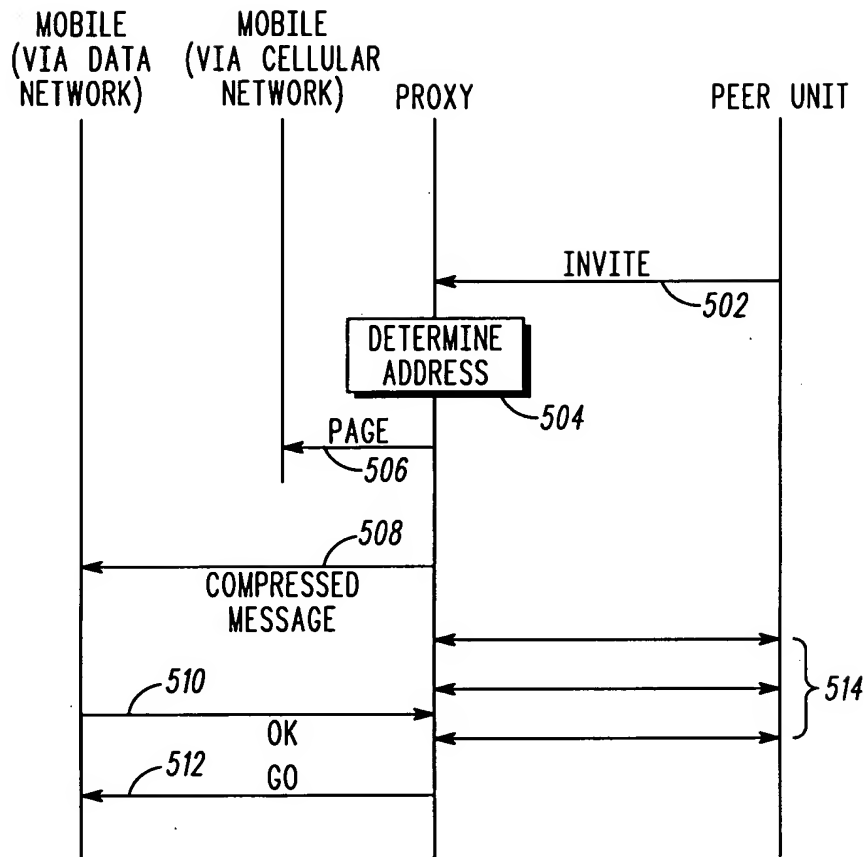 MOBILE
(VIA DATA
NETWORK)
MOBILE
(VIA CELLULAR
NETWORK)
PROXY
PEER UNIT
INVITE
502
DETERMINE
ADDRESS
504
PAGE
506
508
COMPRESSED
MESSAGE
510
OK
514
512
GO